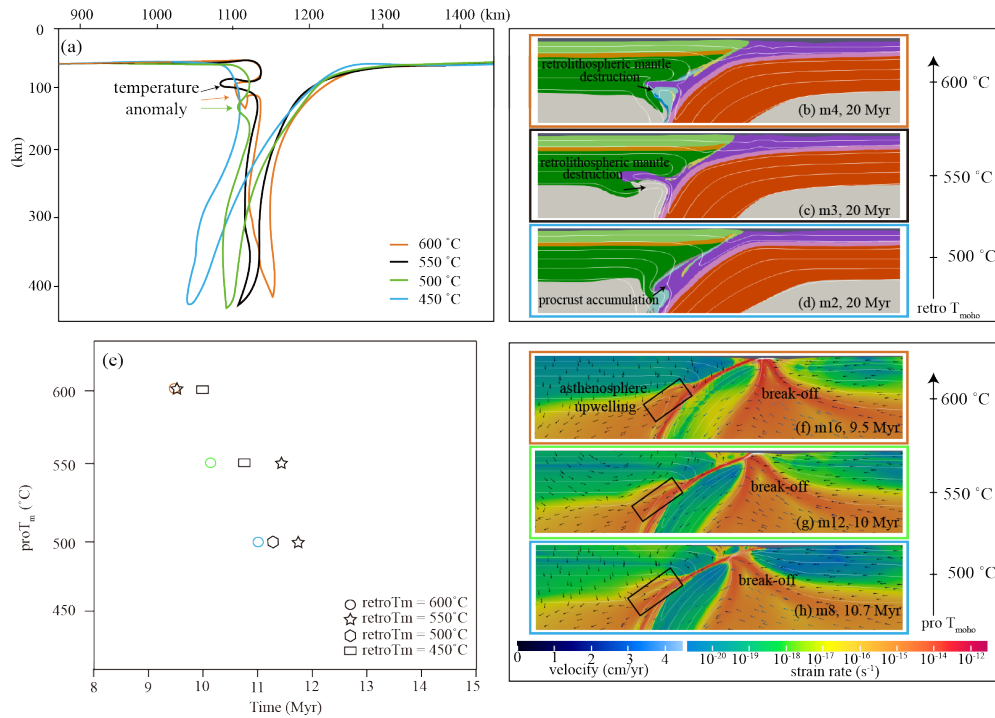 900 1000 1100 1200 1300 1400 (km)
0
100
200
300
400
(km)
(a)
temperature
anomaly
600 ˚C
550 ˚C
500 ˚C
450 ˚C
retrolithospheric mantle
destruction
(b) m4, 20 Myr
retrolithospheric mantle
destruction
(c) m3, 20 Myr
procrust accumulation
(d) m2, 20 Myr
600 ˚C
550 ˚C
500 ˚C
retro Tmoho
(e)
600
550
500
450
proTm (˚C)
retroTm = 600˚C
retroTm = 550˚C
retroTm = 500˚C
retroTm = 450˚C
8 9 10 11 12 13 14 15
Time (Myr)
asthenosphere
upwelling
break-off
(f) m16, 9.5 Myr
break-off
(g) m12, 10 Myr
break-off
(h) m8, 10.7 Myr
600 ˚C
550 ˚C
500 ˚C
pro Tmoho
0 1 2 3 4
velocity (cm/yr)
10⁻²⁰ 10⁻¹⁹ 10⁻¹⁸ 10⁻¹⁷ 10⁻¹⁶ 10⁻¹⁵ 10⁻¹⁴ 10⁻¹²
strain rate (s⁻¹)